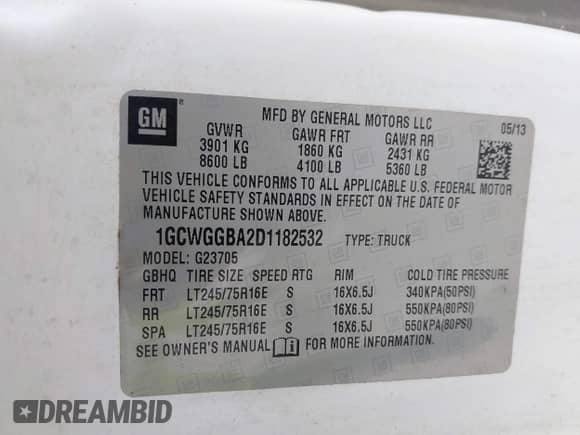 GM
MFD BY GENERAL MOTORS LLC 05/13
GVWR GAWR FRT GAWR RR
3901 KG 1860 KG 2431 KG
8600 LB 4100 LB 5360 LB
THIS VEHICLE CONFORMS TO ALL APPLICABLE U.S. FEDERAL MOTOR
VEHICLE SAFETY STANDARDS IN EFFECT ON THE DATE OF
MANUFACTURE SHOWN ABOVE.
1GCWGGBA2D1182532 TYPE: TRUCK
MODEL: G23705
GBHQ TIRE SIZE SPEED RTG RIM COLD TIRE PRESSURE
FRT LT245/75R16E S 16X6.5J 340KPA(50PSI)
RR LT245/75R16E S 16X6.5J 550KPA(80PSI)
SPA LT245/75R16E S 16X6.5J 550KPA(80PSI)
SEE OWNER'S MANUAL FOR MORE INFORMATION.
DREAMBID